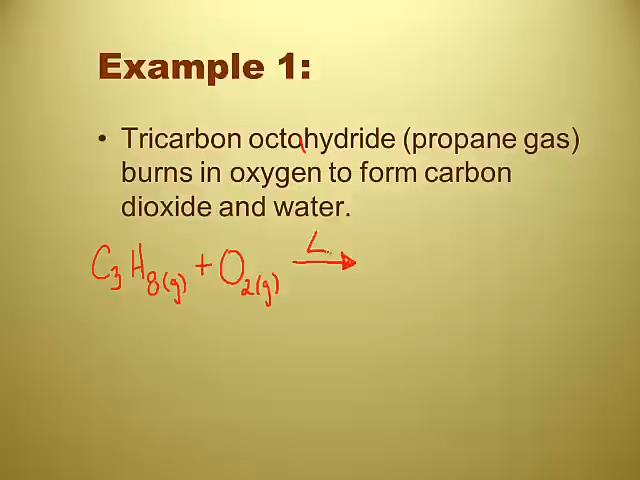 Example 1:
• Tricarbon octohydride (propane gas)
burns in oxygen to form carbon
dioxide and water.
C3H8(g) + O2(g) →